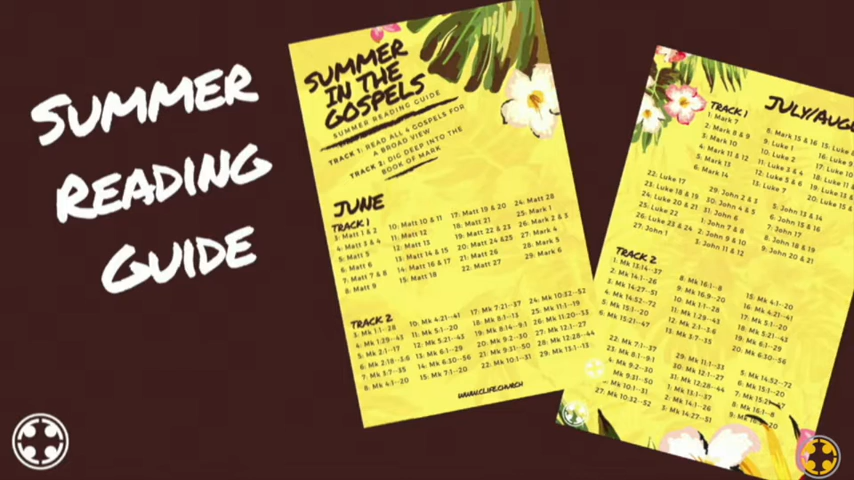 SUMMER
READING
GUIDE
SUMMER
IN THE
GOSPELS
SUMMER READING GUIDE
TRACK 1: READ ALL 4 GOSPELS FOR
A BROAD VIEW
TRACK 2: DIG DEEP INTO THE
BOOK OF MARK
JUNE
TRACK 1
3: Matt 1 & 2
4: Matt 3 & 4
5: Matt 5
6: Matt 6
7: Matt 7 & 8
8: Matt 9
10: Matt 10 & 11
11: Matt 12
12: Matt 13
13: Matt 14 & 15
14: Matt 16 & 17
15: Matt 18
17: Matt 19 & 20
18: Matt 21
19: Matt 22 & 23
20: Matt 24 &25
21: Matt 26
22: Matt 27
24: Matt 28
25: Mark 1
26: Mark 2 & 3
27: Mark 4
28: Mark 5
29: Mark 6
TRACK 2
3: Mk 1:1--28
4: Mk 1:29-43
5: Mk 2:1--17
6: Mk 2:18--3:6
7: Mk 3:7--35
8: Mk 4:1--20
10: Mk 4:21--41
11: Mk 5:1--20
12: Mk 5:21--43
13: Mk 6:1--29
14: Mk 6:30--56
15: Mk 7:1--20
17: Mk 7:21--37
18: Mk 8:1--13
19: Mk 8:14--9:1
20: Mk 9:2--30
21: Mk 9:31--50
22: Mk 10:1--31
24: Mk 10:32--52
25: Mk 11:1--19
26: Mk 11:20--33
27: Mk 12:1--27
28: Mk 12:28--44
29: Mk 13:1--13
WWW.CLIFE.CHURCH
JULY/AUGU
TRACK 1
1: Mark 7
2: Mark 8 & 9
3: Mark 10
4: Mark 11 & 12
5: Mark 13
6: Mark 14
8: Mark 15 & 16
9: Luke 1
10: Luke 2
11: Luke 3 & 4
12: Luke 5 & 6
13: Luke 7
22: Luke 17
23: Luke 18 & 19
24: Luke 20 & 21
25: Luke 22
26: Luke 23 & 24
27: John 1
29: John 2 & 3
30: John 4 & 5
31: John 6
1: John 7 & 8
2: John 9 & 10
3: John 11 & 12
5: John 13 & 14
6: John 15 & 16
7: John 17
8: John 18 & 19
9: John 20 & 21
TRACK 2
1: Mk 13:14--37
2: Mk 14:1--26
3: Mk 14:27--51
4: Mk 14:52--72
5: Mk 15:1--20
6: Mk 15:21--47
8: Mk 16:1--8
9: Mk 16:9--20
10: Mk 1:1--28
11: Mk 1:29--43
12: Mk 2:1--3:6
13: Mk 3:7--35
15: Mk 4:1--20
16: Mk 4:21--41
17: Mk 5:1--20
18: Mk 5:21--43
19: Mk 6:1--29
20: Mk 6:30--56
22: Mk 7:1--37
23: Mk 8:1--9:1
Mk 9:2--30
Mk 9:31--50
Mk 10:1--31
27: Mk 10:32--52
29: Mk 11:1--33
30: Mk 12:1--27
31: Mk 12:28--44
1: Mk 13:1--37
2: Mk 14:1--26
3: Mk 14:27--51
5: Mk 14:52--72
6: Mk 15:1--20
7: Mk 15:21--47
8: Mk 16:1--8